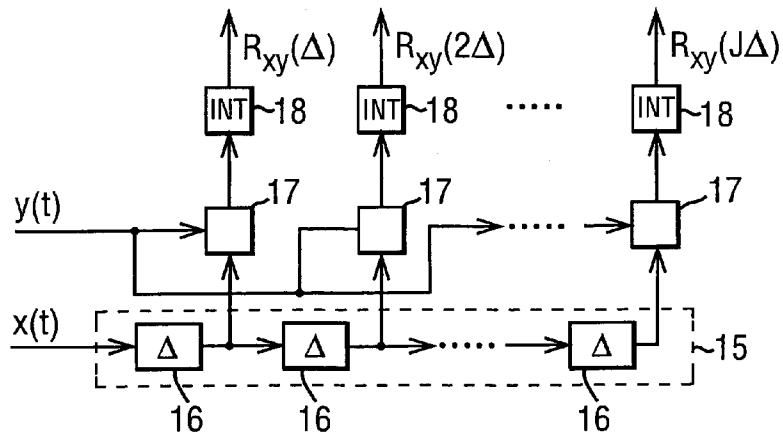 Rxy(Δ) Rxy(2Δ) Rxy(JΔ)
INT 18 INT 18 ..... INT 18
17 17 17
y(t) .....
x(t) Δ Δ ..... Δ 15
16 16 16